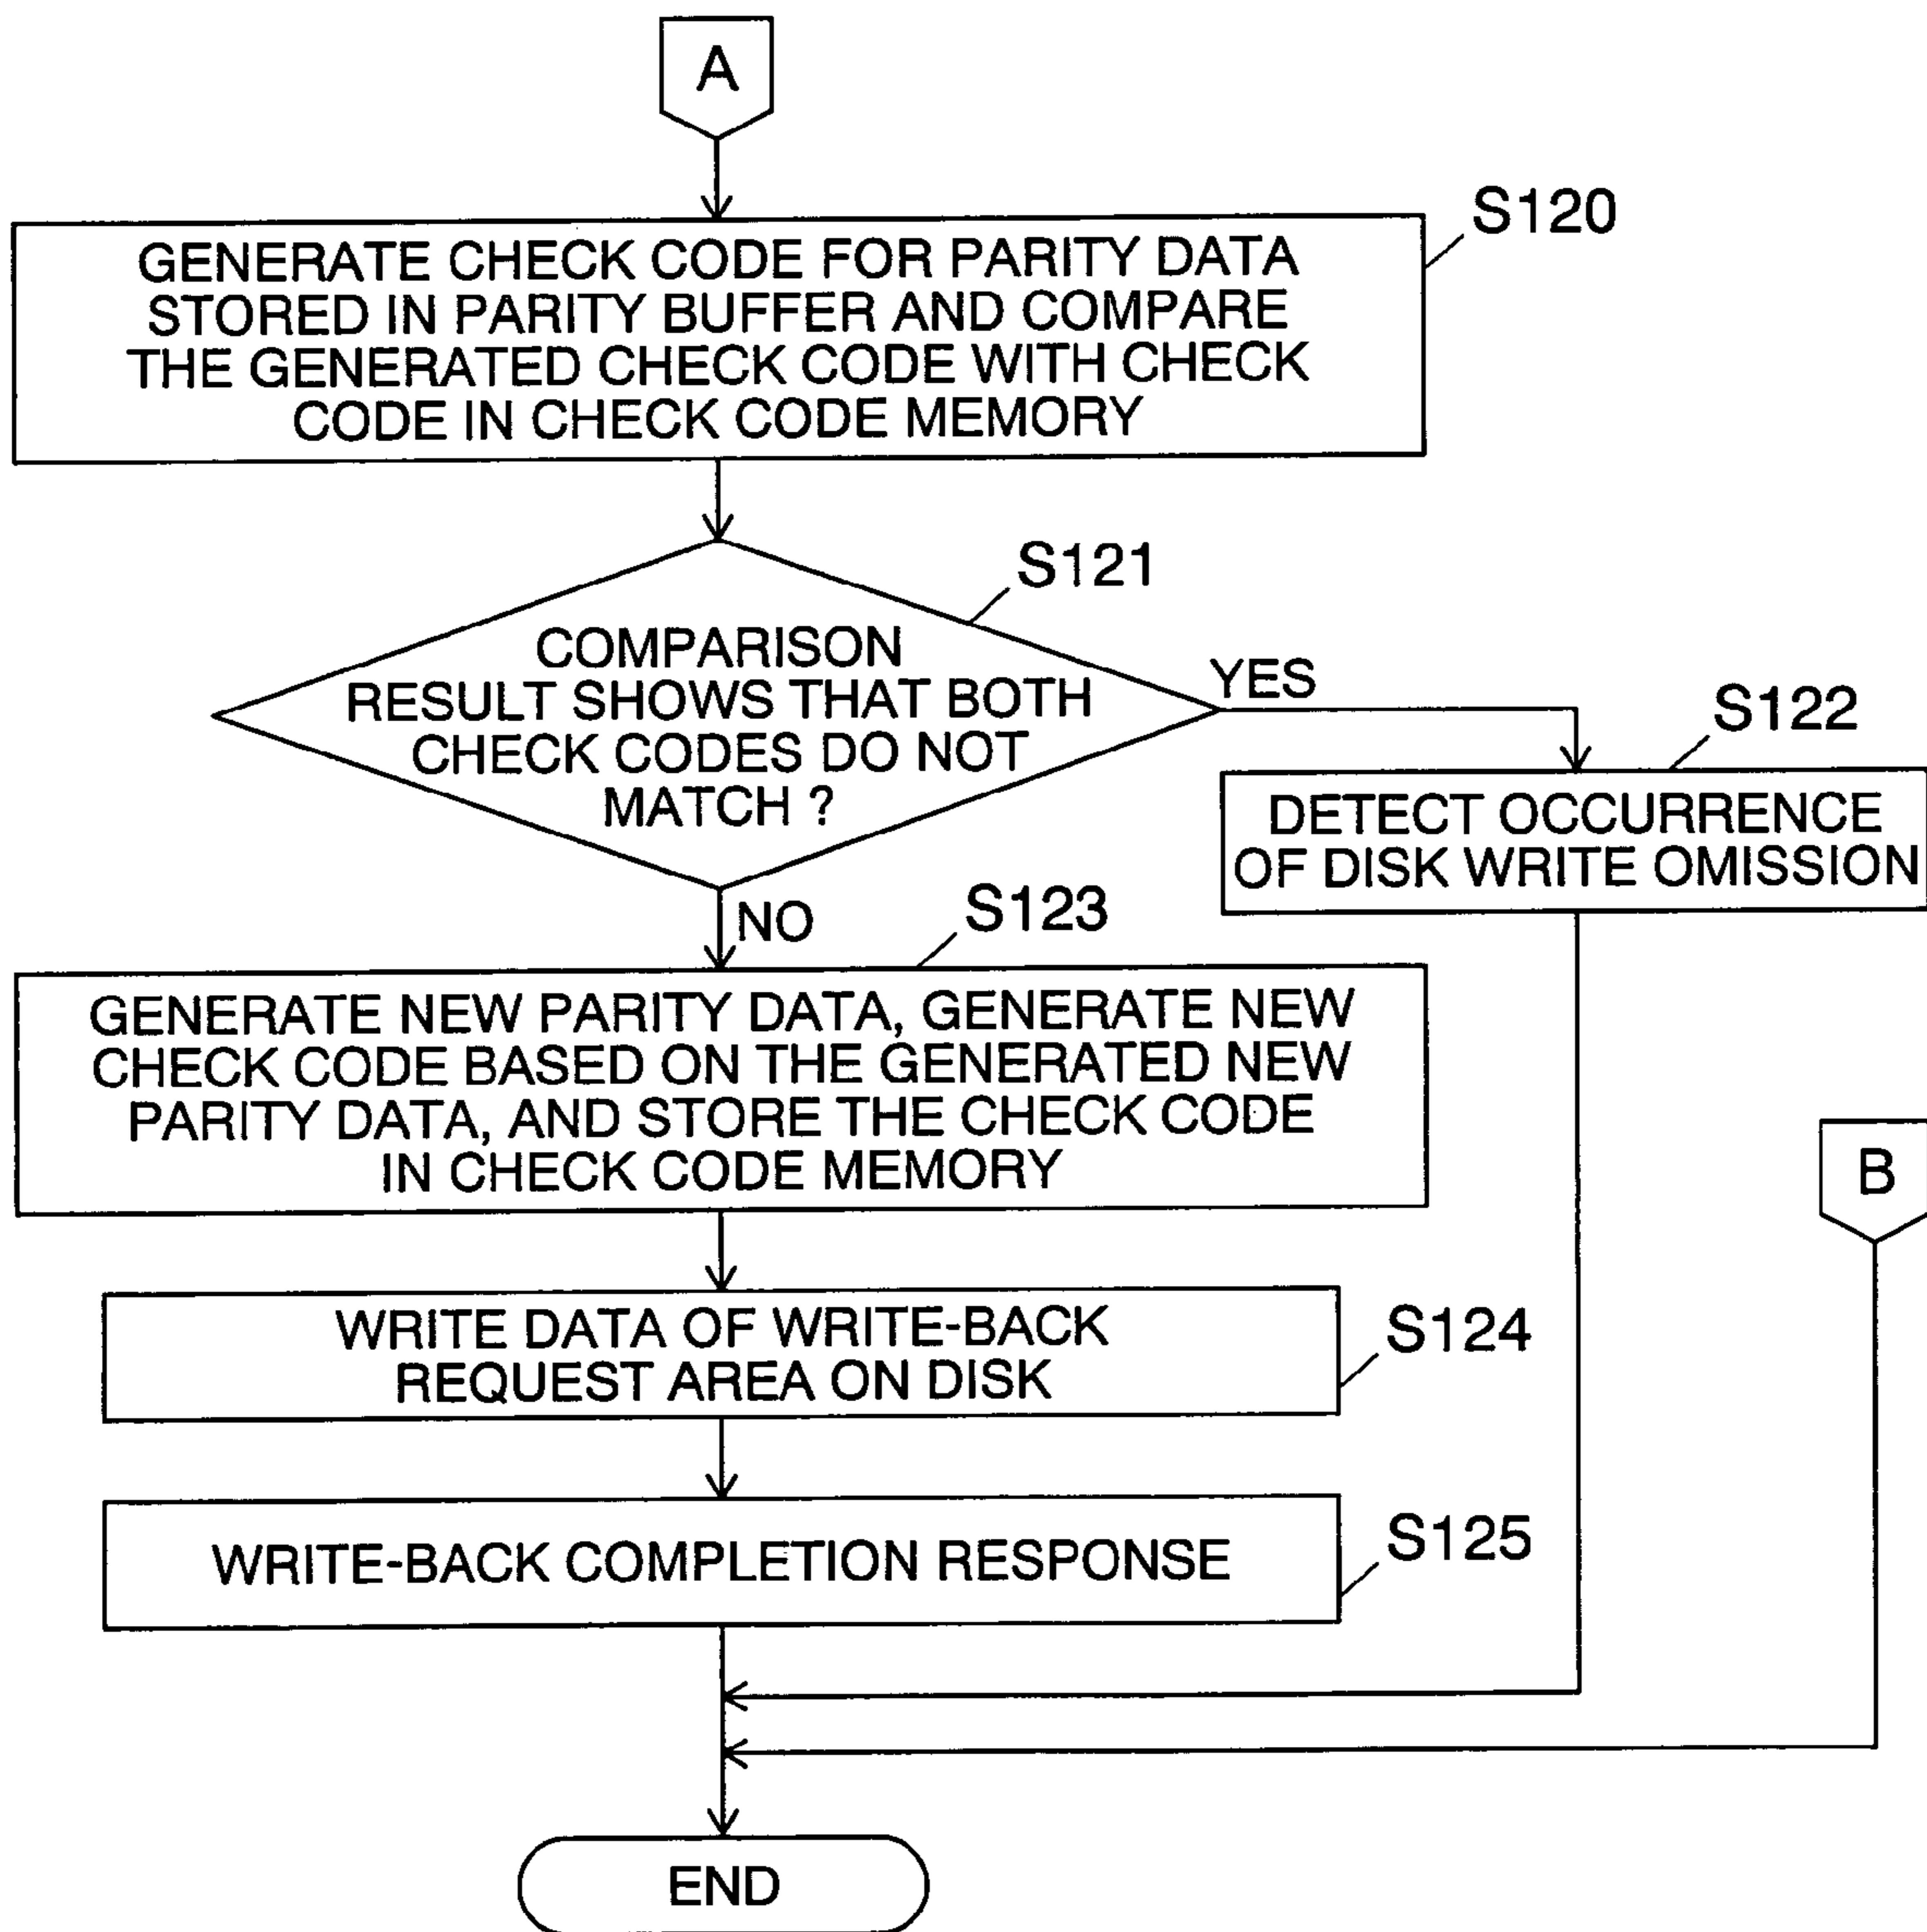 A
S120
GENERATE CHECK CODE FOR PARITY DATA
STORED IN PARITY BUFFER AND COMPARE
THE GENERATED CHECK CODE WITH CHECK
CODE IN CHECK CODE MEMORY
S121
COMPARISON
RESULT SHOWS THAT BOTH
CHECK CODES DO NOT
MATCH ?
YES
S122
DETECT OCCURRENCE
OF DISK WRITE OMISSION
NO
S123
GENERATE NEW PARITY DATA, GENERATE NEW
CHECK CODE BASED ON THE GENERATED NEW
PARITY DATA, AND STORE THE CHECK CODE
IN CHECK CODE MEMORY
B
WRITE DATA OF WRITE-BACK
REQUEST AREA ON DISK
S124
WRITE-BACK COMPLETION RESPONSE
S125
END